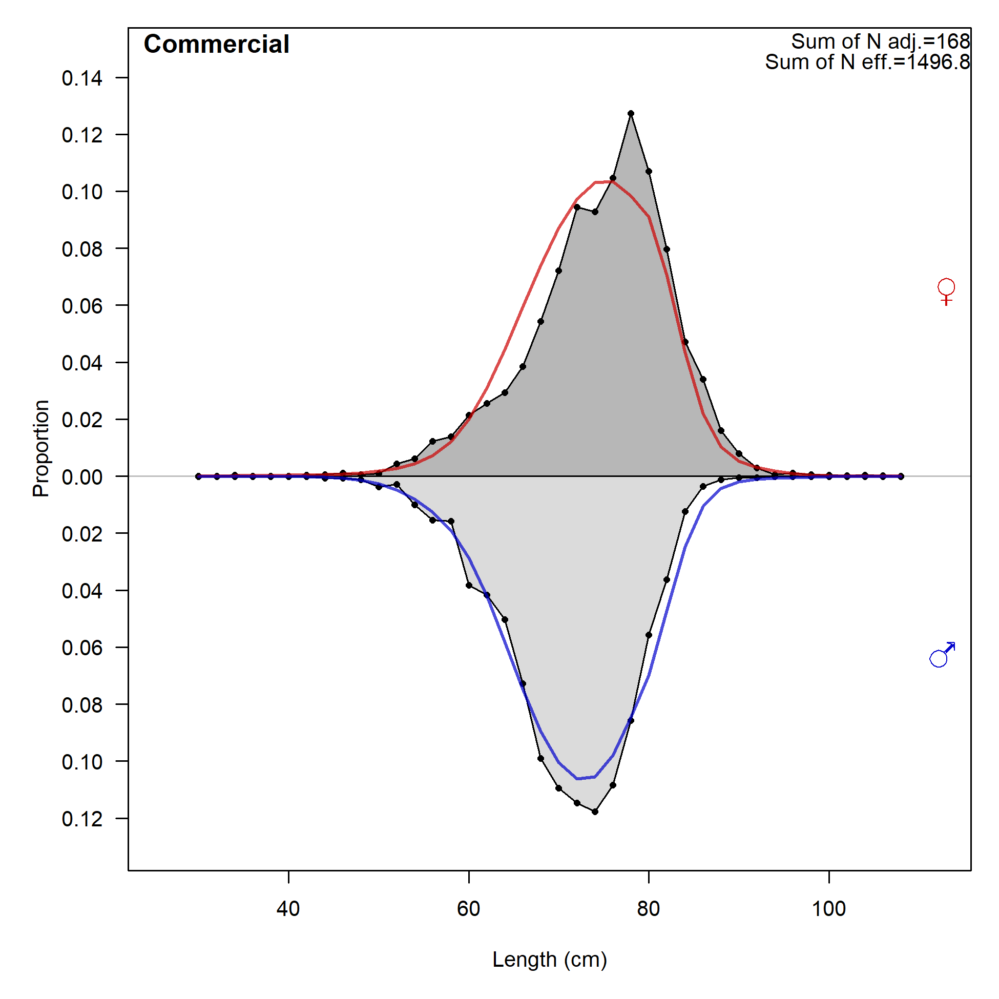 Commercial
Sum of N adj.=168
Sum of N eff.=1496.8
0.14
0.12
0.10
0.08
0.06
0.04
0.02
0.00
0.02
0.04
0.06
0.08
0.10
0.12
Proportion
♀
♂
40 60 80 100
Length (cm)